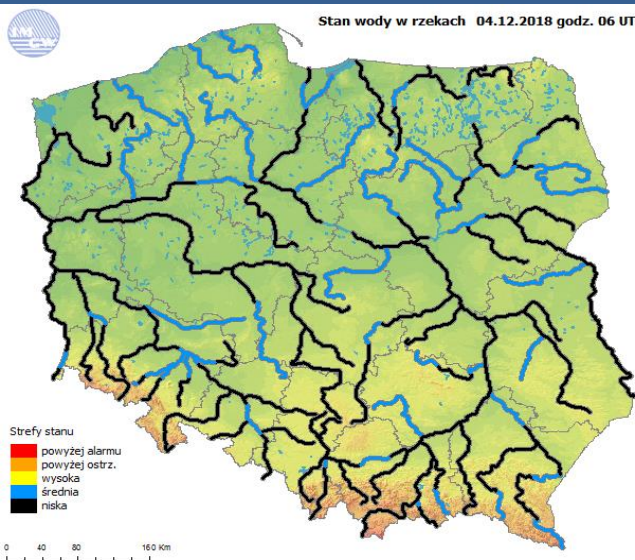 Stan wody w rzekach 04.12.2018 godz. 06 UT
Strefy stanu
powyżej alarmu
powyżej ostrz.
wysoka
średnia
niska
0 40 80 160 Km